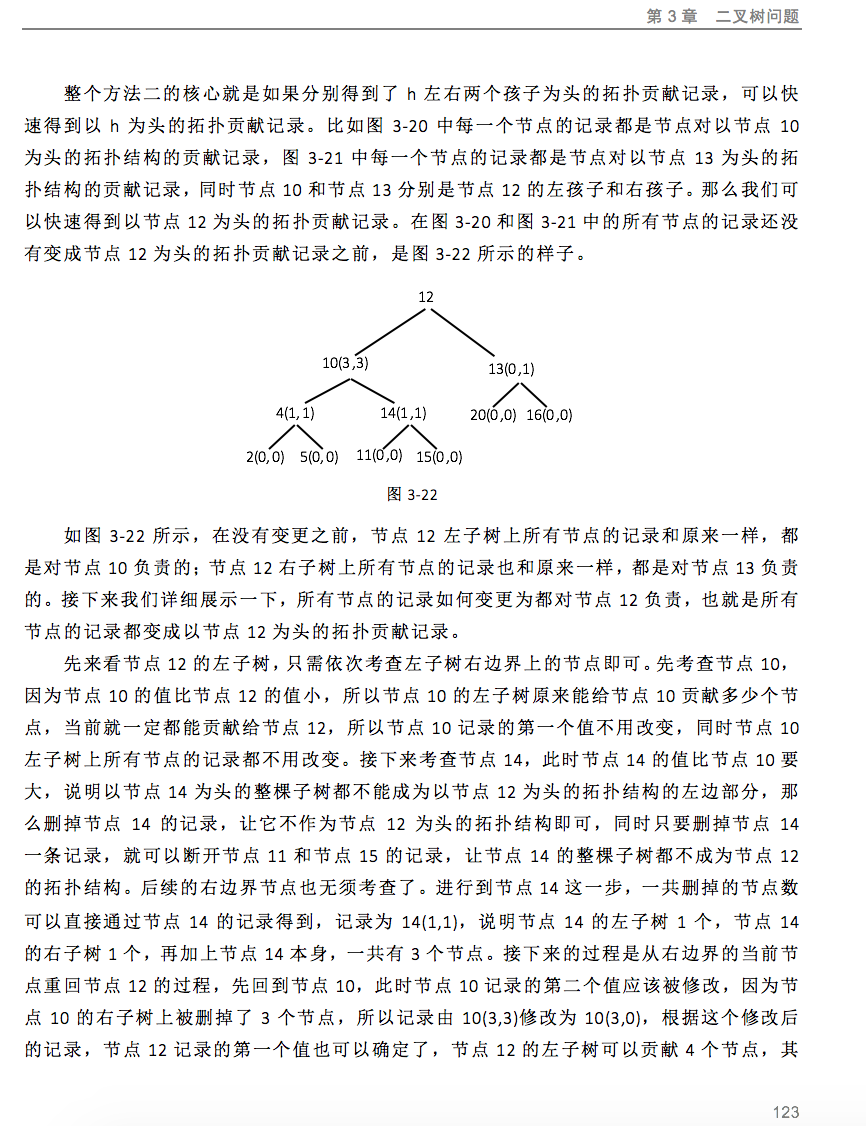 第 3 章 二叉树问题
整个方法二的核心就是如果分别得到了 h 左右两个孩子为头的拓扑贡献记录，可以快
速得到以 h 为头的拓扑贡献记录。比如图 3-20 中每一个节点的记录都是节点对以节点 10
为头的拓扑结构的贡献记录，图 3-21 中每一个节点的记录都是节点对以节点 13 为头的拓
扑结构的贡献记录，同时节点 10 和节点 13 分别是节点 12 的左孩子和右孩子。那么我们可
以快速得到以节点 12 为头的拓扑贡献记录。在图 3-20 和图 3-21 中的所有节点的记录还没
有变成节点 12 为头的拓扑贡献记录之前，是图 3-22 所示的样子。
12
10(3,3) 13(0,1)
4(1,1) 14(1,1) 20(0,0) 16(0,0)
2(0,0) 5(0,0) 11(0,0) 15(0,0)
图 3-22
如图 3-22 所示，在没有变更之前，节点 12 左子树上所有节点的记录和原来一样，都
是对节点 10 负责的；节点 12 右子树上所有节点的记录也和原来一样，都是对节点 13 负责
的。接下来我们详细展示一下，所有节点的记录如何变更为都对节点 12 负责，也就是所有
节点的记录都变成以节点 12 为头的拓扑贡献记录。
先来看节点 12 的左子树，只需依次考查左子树右边界上的节点即可。先考查节点 10，
因为节点 10 的值比节点 12 的值小，所以节点 10 的左子树原来能给节点 10 贡献多少个节
点，当前就一定都能贡献给节点 12，所以节点 10 记录的第一个值不用改变，同时节点 10
左子树上所有节点的记录都不用改变。接下来考查节点 14，此时节点 14 的值比节点 10 要
大，说明以节点 14 为头的整棵子树都不能成为以节点 12 为头的拓扑结构的左边部分，那
么删掉节点 14 的记录，让它不作为节点 12 为头的拓扑结构即可，同时只要删掉节点 14
一条记录，就可以断开节点 11 和节点 15 的记录，让节点 14 的整棵子树都不成为节点 12
的拓扑结构。后续的右边界节点也无须考查了。进行到节点 14 这一步，一共删掉的节点数
可以直接通过节点 14 的记录得到，记录为 14(1,1)，说明节点 14 的左子树 1 个，节点 14
的右子树 1 个，再加上节点 14 本身，一共有 3 个节点。接下来的过程是从右边界的当前节
点重回节点 12 的过程，先回到节点 10，此时节点 10 记录的第二个值应该被修改，因为节
点 10 的右子树上被删掉了 3 个节点，所以记录由 10(3,3)修改为 10(3,0)，根据这个修改后
的记录，节点 12 记录的第一个值也可以确定了，节点 12 的左子树可以贡献 4 个节点，其
123